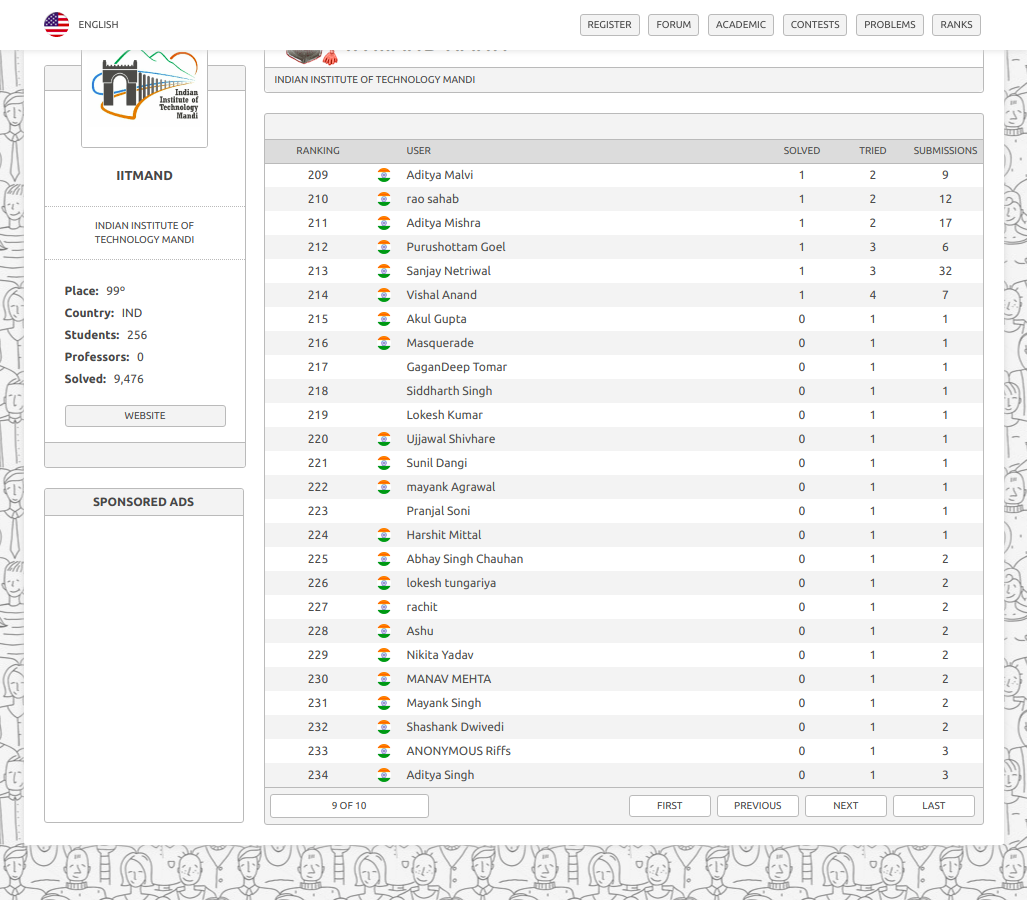 ENGLISH
REGISTER FORUM ACADEMIC CONTESTS PROBLEMS RANKS
Indian
Institute of
Technology
Mandi
IITMAND
INDIAN INSTITUTE OF
TECHNOLOGY MANDI
Place: 99º
Country: IND
Students: 256
Professors: 0
Solved: 9,476
WEBSITE
SPONSORED ADS
INDIAN INSTITUTE OF TECHNOLOGY MANDI
RANKING USER SOLVED TRIED SUBMISSIONS
209 Aditya Malvi 1 2 9
210 rao sahab 1 2 12
211 Aditya Mishra 1 2 17
212 Purushottam Goel 1 3 6
213 Sanjay Netriwal 1 3 32
214 Vishal Anand 1 4 7
215 Akul Gupta 0 1 1
216 Masquerade 0 1 1
217 GaganDeep Tomar 0 1 1
218 Siddharth Singh 0 1 1
219 Lokesh Kumar 0 1 1
220 Ujjawal Shivhare 0 1 1
221 Sunil Dangi 0 1 1
222 mayank Agrawal 0 1 1
223 Pranjal Soni 0 1 1
224 Harshit Mittal 0 1 1
225 Abhay Singh Chauhan 0 1 2
226 lokesh tungariya 0 1 2
227 rachit 0 1 2
228 Ashu 0 1 2
229 Nikita Yadav 0 1 2
230 MANAV MEHTA 0 1 2
231 Mayank Singh 0 1 2
232 Shashank Dwivedi 0 1 2
233 ANONYMOUS Riffs 0 1 3
234 Aditya Singh 0 1 3
9 OF 10 FIRST PREVIOUS NEXT LAST